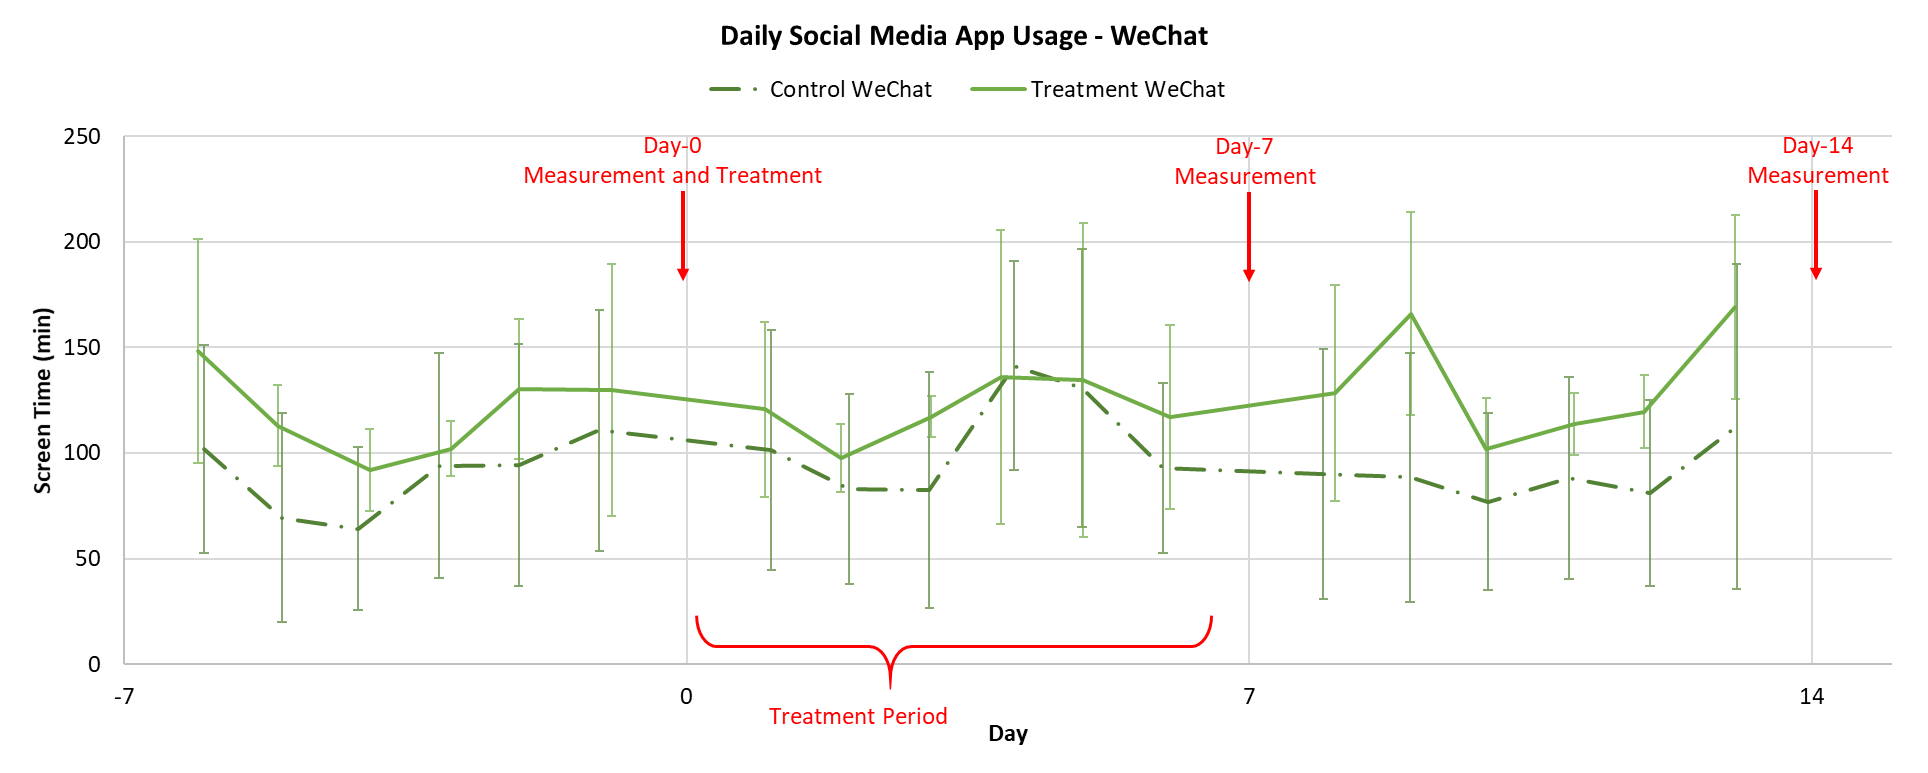 Daily Social Media App Usage - WeChat
Control WeChat
Treatment WeChat
250
200
150
100
50
0
Screen Time (min)
Day-0
Measurement and Treatment
Day-7
Measurement
Day-14
Measurement
-7
0
7
14
Treatment Period
Day